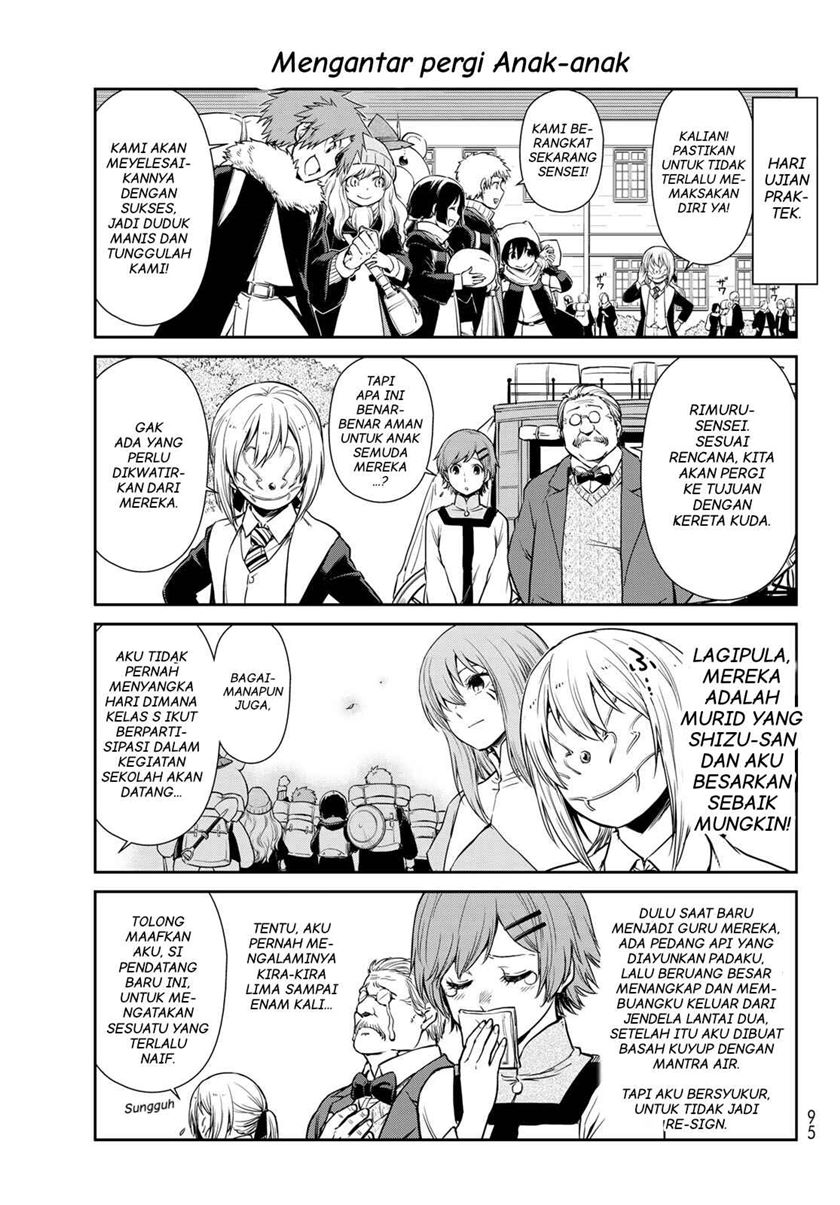 Mengantar pergi Anak-anak
HARI
UJIAN
PRAK-
TEK.
KALIAN!
PASTIKAN
UNTUK TIDAK
TERLALU ME-
MAKSAKAN
DIRI YA!
KAMI BE-
RANGKAT
SEKARANG
SENSEI!
KAMI AKAN
MEYELESAI-
KANNYA
DENGAN
SUKSES,
JADI DUDUK
MANIS DAN
TUNGGULAH
KAMI!
ザワ
ザワ
RIMURU-
SENSEI.
SESUAI
RENCANA, KITA
AKAN PERGI
KE TUJUAN
DENGAN
KERETA KUDA.
TAPI
APA INI
BENAR-
BENAR AMAN
UNTUK ANAK
SEMUDA
MEREKA
...?
GAK
ADA YANG
PERLU
DIKWATIR-
KAN DARI
MEREKA.
LAGIPULA,
MEREKA
ADALAH
MURID YANG
SHIZU-SAN
DAN AKU
BESARKAN
SEBAIK
MUNGKIN!
BAGAI-
MANAPUN
JUGA,
AKU TIDAK
PERNAH
MENYANGKA
HARI DIMANA
KELAS S IKUT
BERPARTI-
SIPASI DALAM
KEGIATAN
SEKOLAH AKAN
DATANG...
DULU SAAT BARU
MENJADI GURU MEREKA,
ADA PEDANG API YANG
DIAYUNKAN PADAKU,
LALU BERUANG BESAR
MENANGKAP DAN MEM-
BUANGKU KELUAR DARI
JENDELA LANTAI DUA,
SETELAH ITU AKU DIBUAT
BASAH KUYUP DENGAN
MANTRA AIR.
TAPI AKU BERSYUKUR,
UNTUK TIDAK JADI
RE-SIGN.
TENTU, AKU
PERNAH ME-
NGALAMINYA
KIRA-KIRA
LIMA SAMPAI
ENAM KALI...
TOLONG
MAAFKAN
AKU, SI
PENDATANG
BARU INI,
UNTUK ME-
NGATAKAN
SESUATU YANG
TERLALU
NAIF.
Sungguh
95